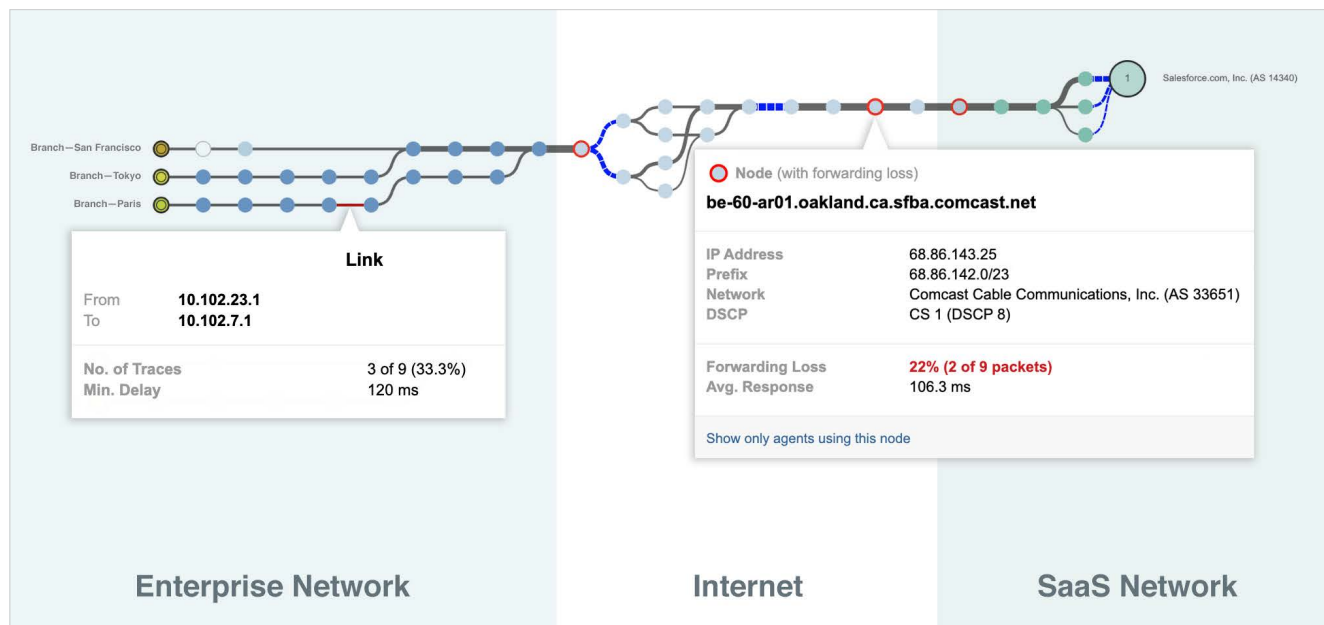 1
Salesforce.com, Inc. (AS 14340)
Branch—San Francisco
Branch—Tokyo
Branch—Paris
Link
From 10.102.23.1
To 10.102.7.1
No. of Traces 3 of 9 (33.3%)
Min. Delay 120 ms
Node (with forwarding loss)
be-60-ar01.oakland.ca.sfba.comcast.net
IP Address 68.86.143.25
Prefix 68.86.142.0/23
Network Comcast Cable Communications, Inc. (AS 33651)
DSCP CS 1 (DSCP 8)
Forwarding Loss 22% (2 of 9 packets)
Avg. Response 106.3 ms
Show only agents using this node
Enterprise Network
Internet
SaaS Network